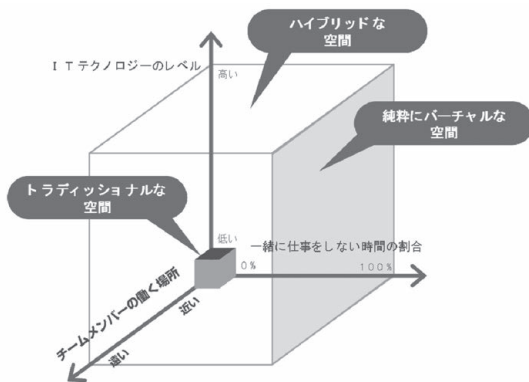 ハイブリッドな
空間
ＩＴテクノロジーのレベル
高い
純粋にバーチャルな
空間
トラディッショナルな
空間
低い
一緒に仕事をしない時間の割合
０％
１００％
近い
チームメンバーの働く場所
遠い